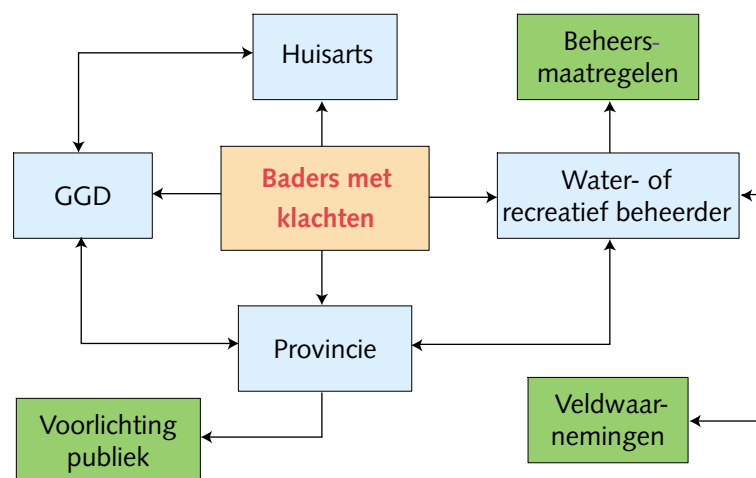 Huisarts
Beheers-
maatregelen
GGD
Baders met
klachten
Water- of
recreatief beheerder
Provincie
Voorlichting
publiek
Veldwaar-
nemingen